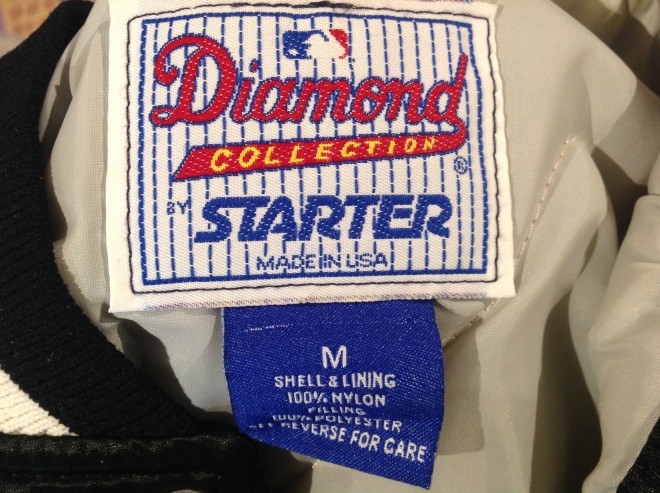 Diamond
COLLECTION
®
BY STARTER
MADE IN USA
M
SHELL & LINING
100% NYLON
FILLING
100% POLYESTER
SEE REVERSE FOR CARE